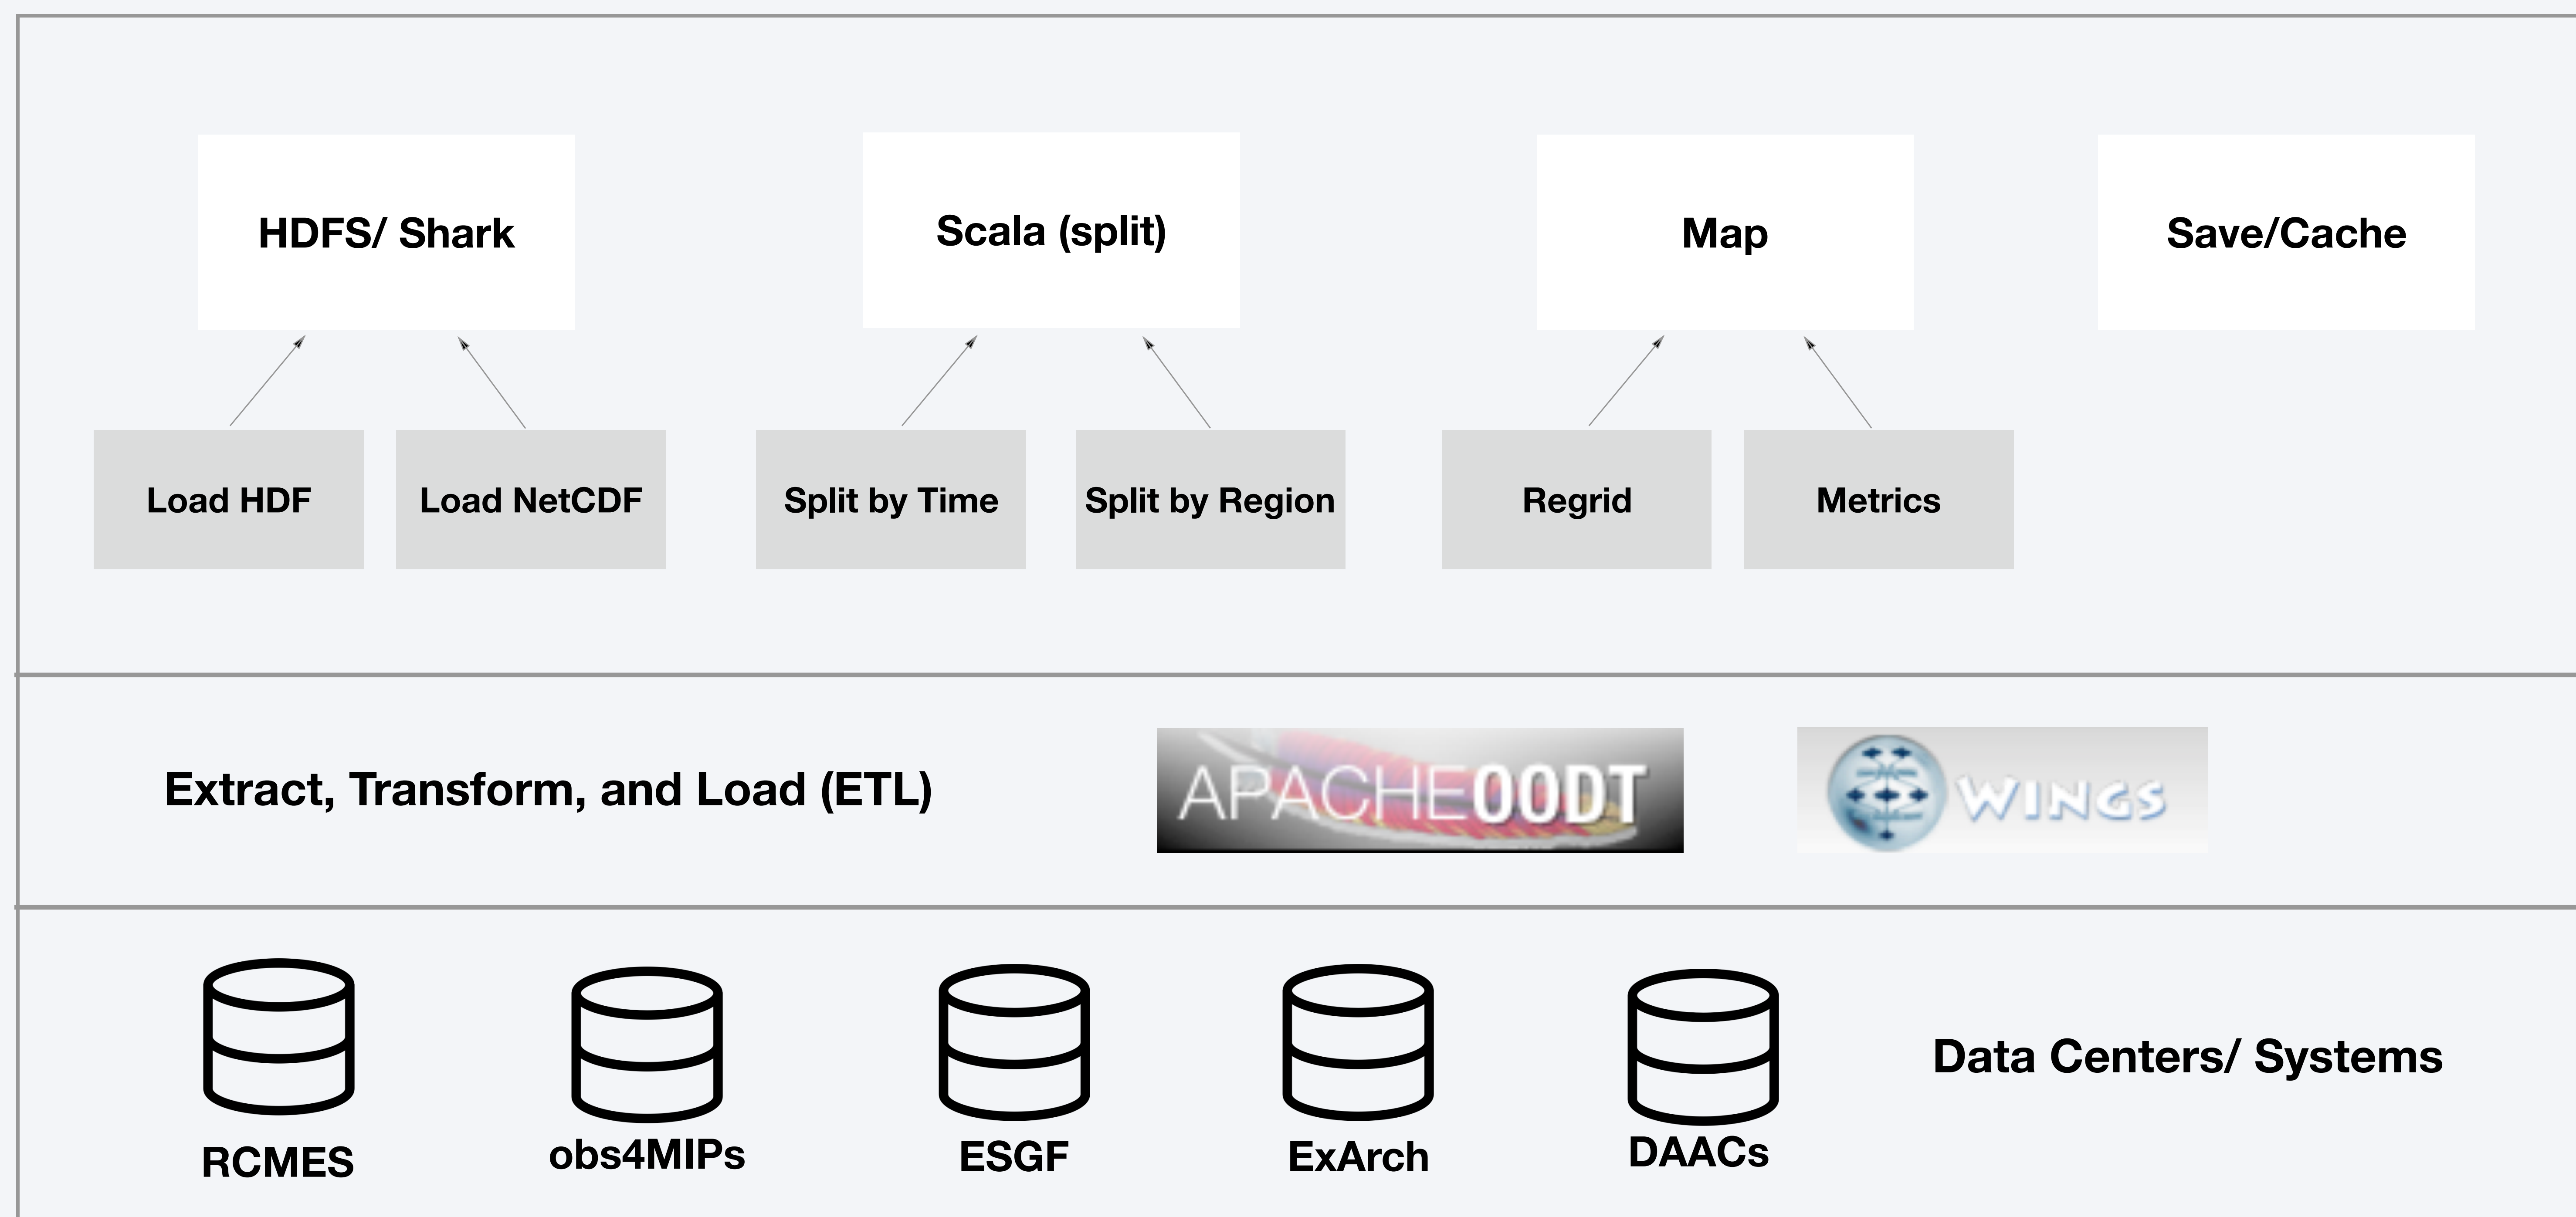 HDFS/ Shark
Scala (split)
Map
Save/Cache
Load HDF
Load NetCDF
Split by Time
Split by Region
Regrid
Metrics
Extract, Transform, and Load (ETL)
APACHE OODT
WINGS
Data Centers/ Systems
RCMES
obs4MIPs
ESGF
ExArch
DAACs